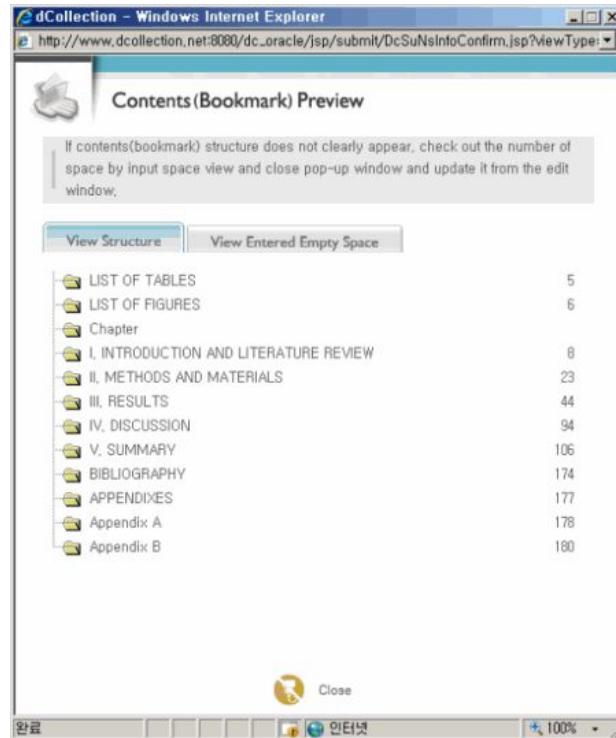 dCollection - Windows Internet Explorer
http://www.dcollection.net:8080/dc_oracle/jsp/submit/DcSuNsInfoConfirm.jsp?viewType=
Contents(Bookmark) Preview
If contents(bookmark) structure does not clearly appear, check out the number of
space by input space view and close pop-up window and update it from the edit
window.
View Structure View Entered Empty Space
LIST OF TABLES 5
LIST OF FIGURES 6
Chapter
I. INTRODUCTION AND LITERATURE REVIEW 8
II. METHODS AND MATERIALS 23
III. RESULTS 44
IV. DISCUSSION 94
V. SUMMARY 106
BIBLIOGRAPHY 174
APPENDIXES 177
Appendix A 178
Appendix B 180
Close
완료 인터넷 100%